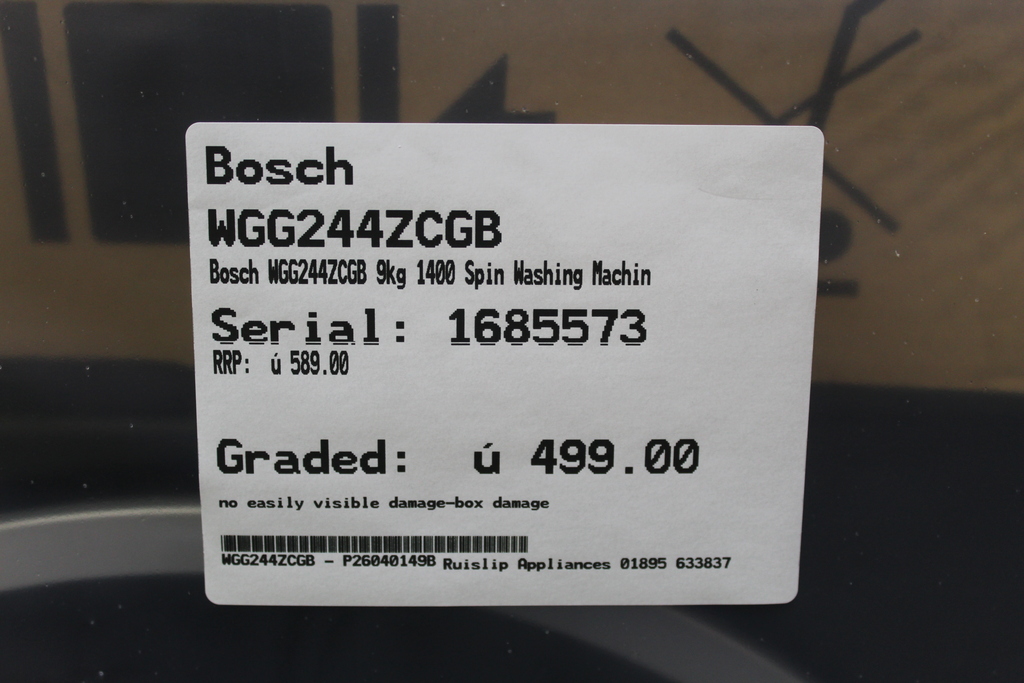 Bosch
WGG244ZCGB
Bosch WGG244ZCGB 9kg 1400 Spin Washing Machin
Serial: 1685573
RRP: ú 589.00
Graded: ú 499.00
no easily visible damage-box damage
WGG244ZCGB - P26040149B Ruislip Appliances 01895 633837